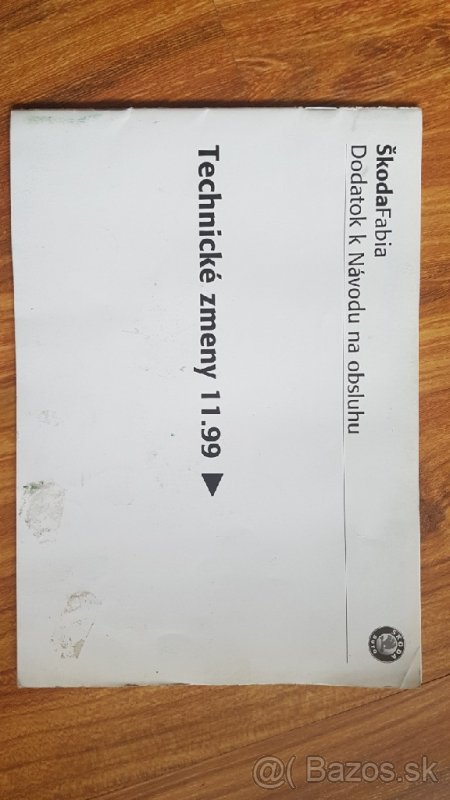 ŠkodaFabia
Dodatok k Návodu na obsluhu
Technické zmeny 11.99 ▶
ŠKODA
Auto
@( Bazos.sk